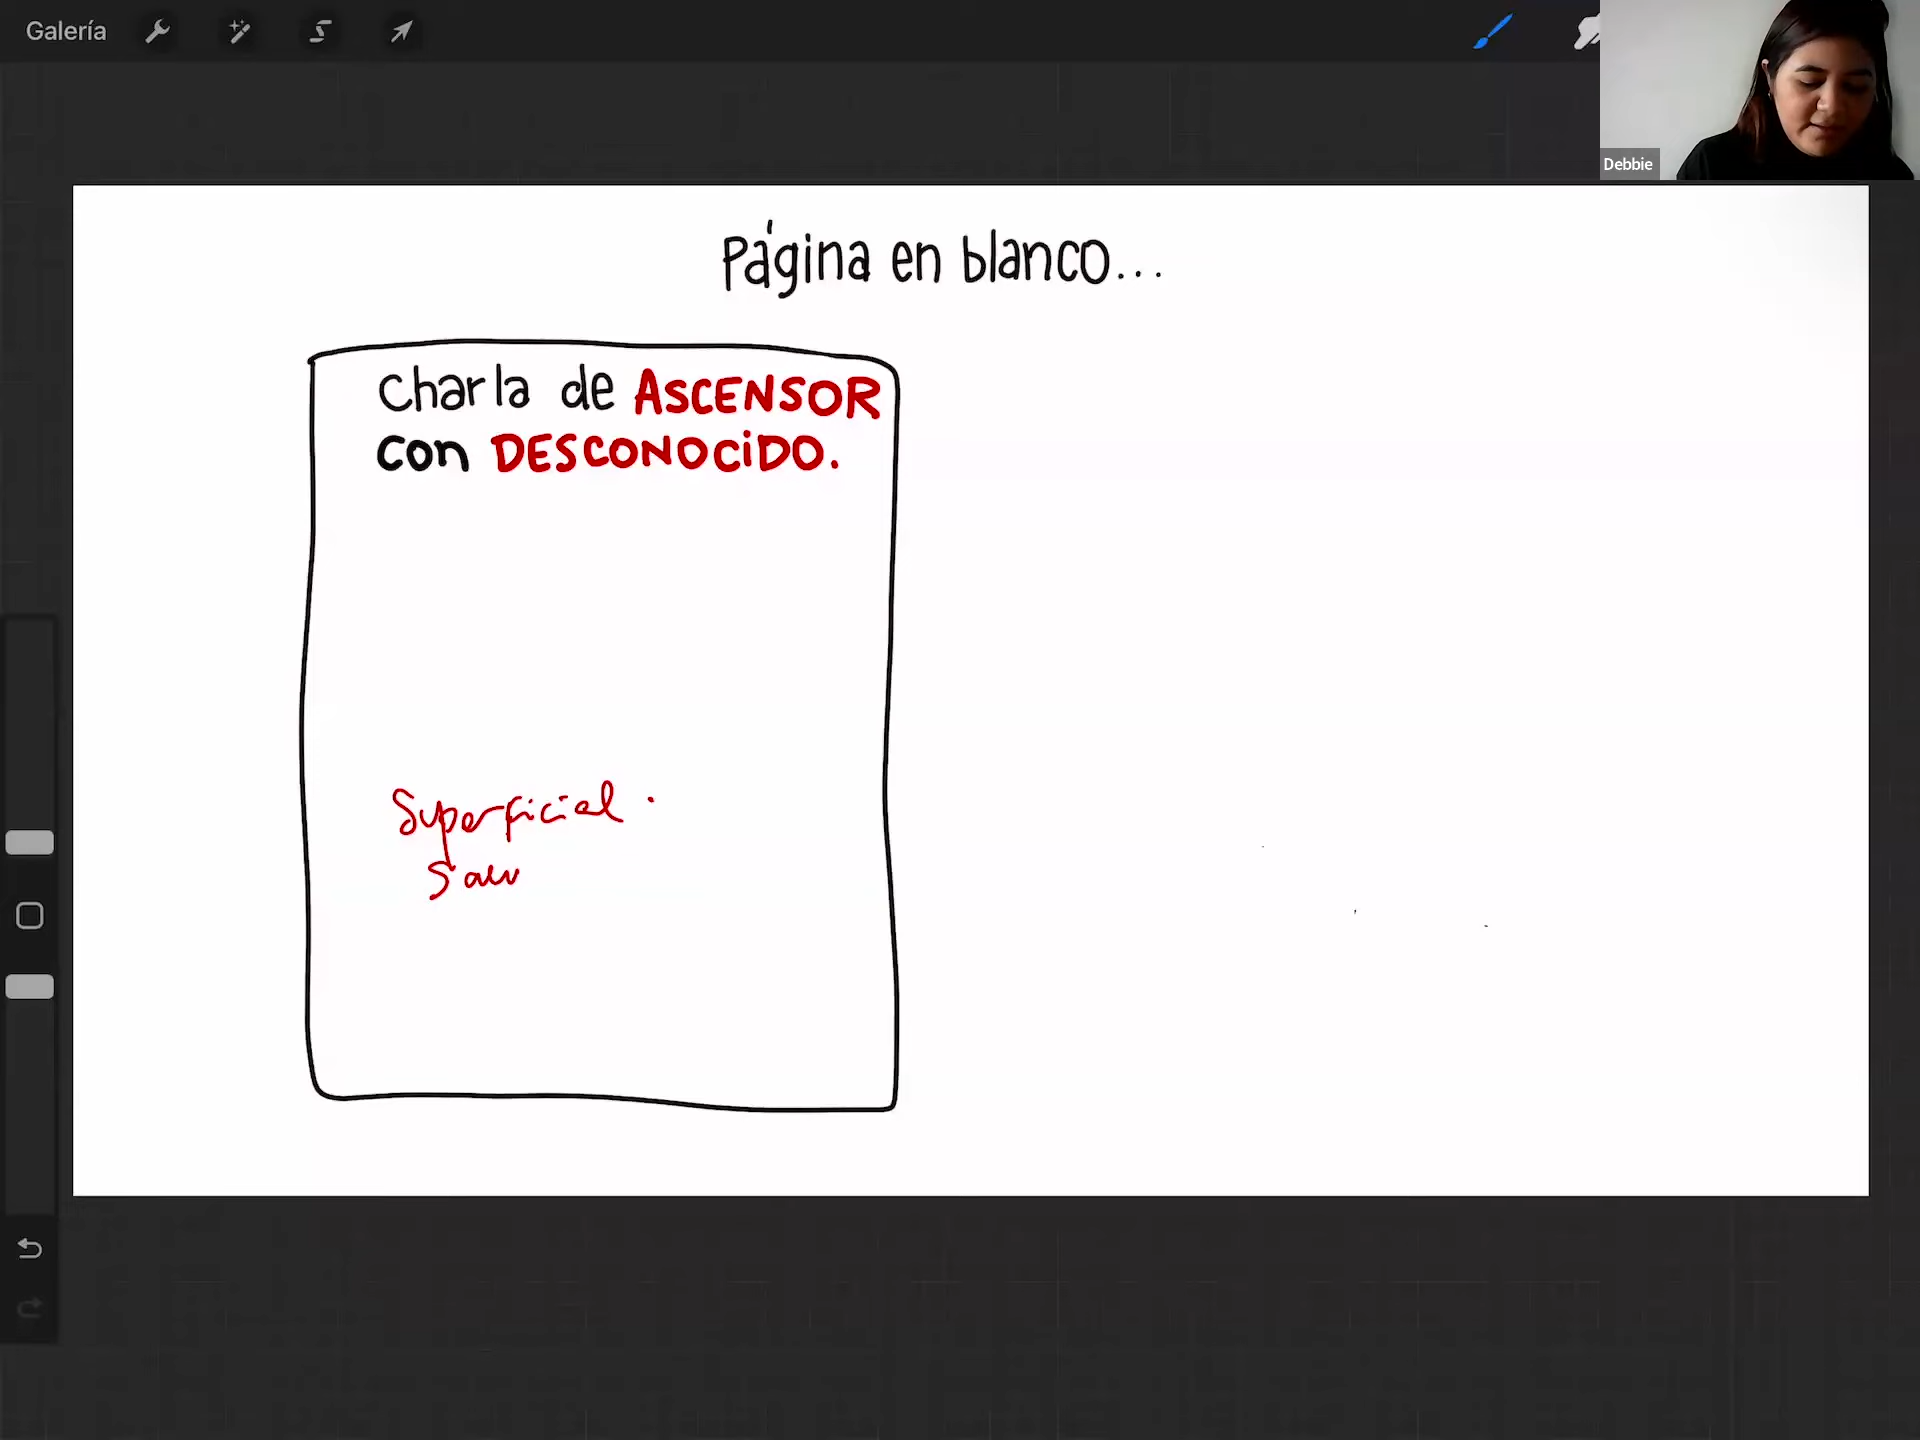 Galería
Debbie
Página en blanco...
Charla de ASCENSOR
con DESCONOCIDO.
Superficial.